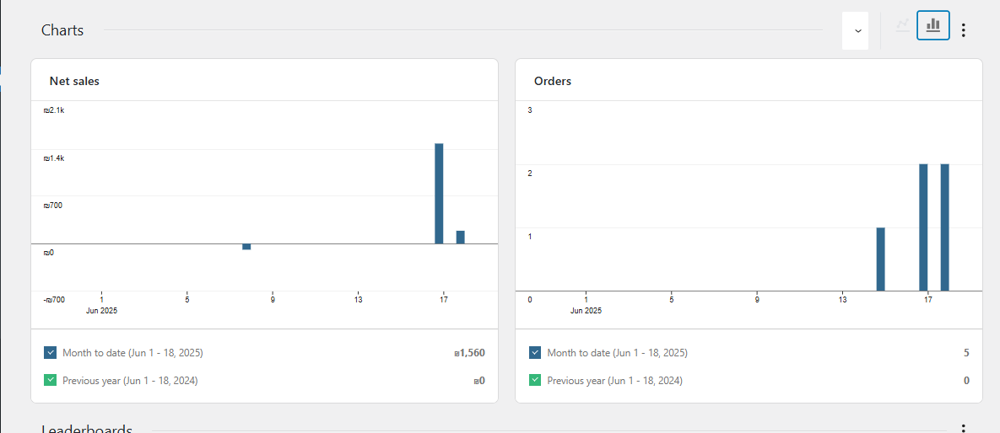 Charts
Net sales
₪2.1k
₪1.4k
₪700
₪0
-₪700
1
5
9
13
17
Jun 2025
Month to date (Jun 1 - 18, 2025)
₪1,560
Previous year (Jun 1 - 18, 2024)
₪0
Orders
3
2
1
0
1
5
9
13
17
Jun 2025
Month to date (Jun 1 - 18, 2025)
5
Previous year (Jun 1 - 18, 2024)
0
Leaderboards